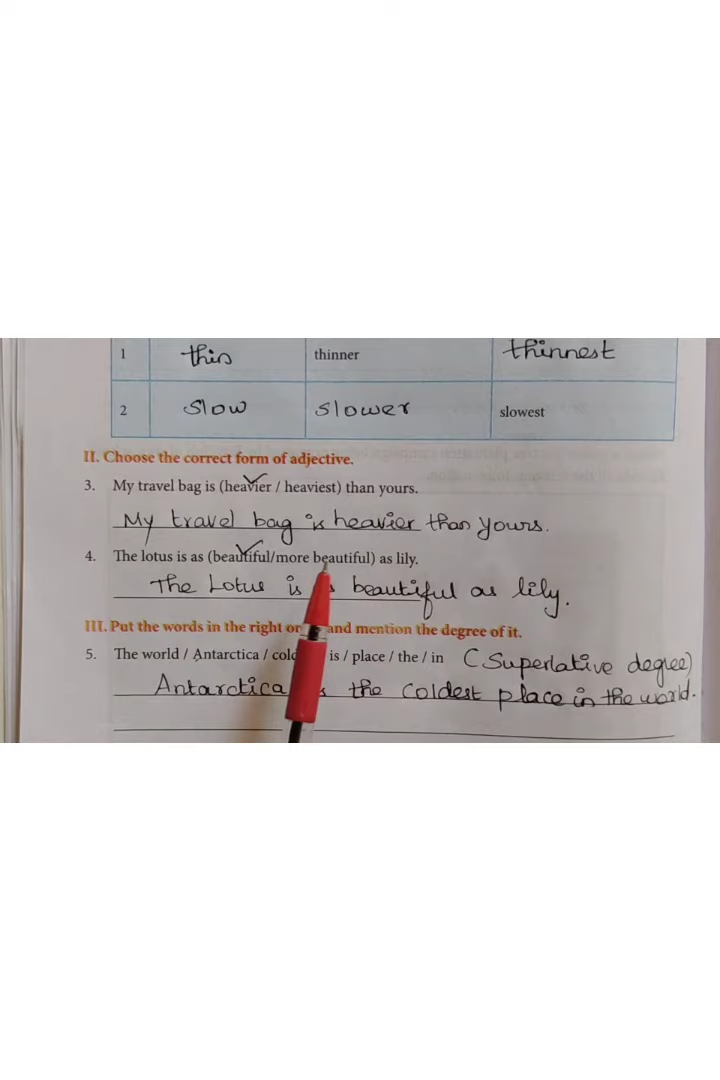 1 thin thinner thinnest
2 slow slower slowest
II. Choose the correct form of adjective.
3. My travel bag is (heavier / heaviest) than yours.
My travel bag is heavier than yours.
4. The lotus is as (beautiful/more beautiful) as lily.
The Lotus is beautiful as lily.
III. Put the words in the right and mention the degree of it.
5. The world / Antarctica / is / place / the / in (Superlative degree)
Antarctica the coldest place in the world.